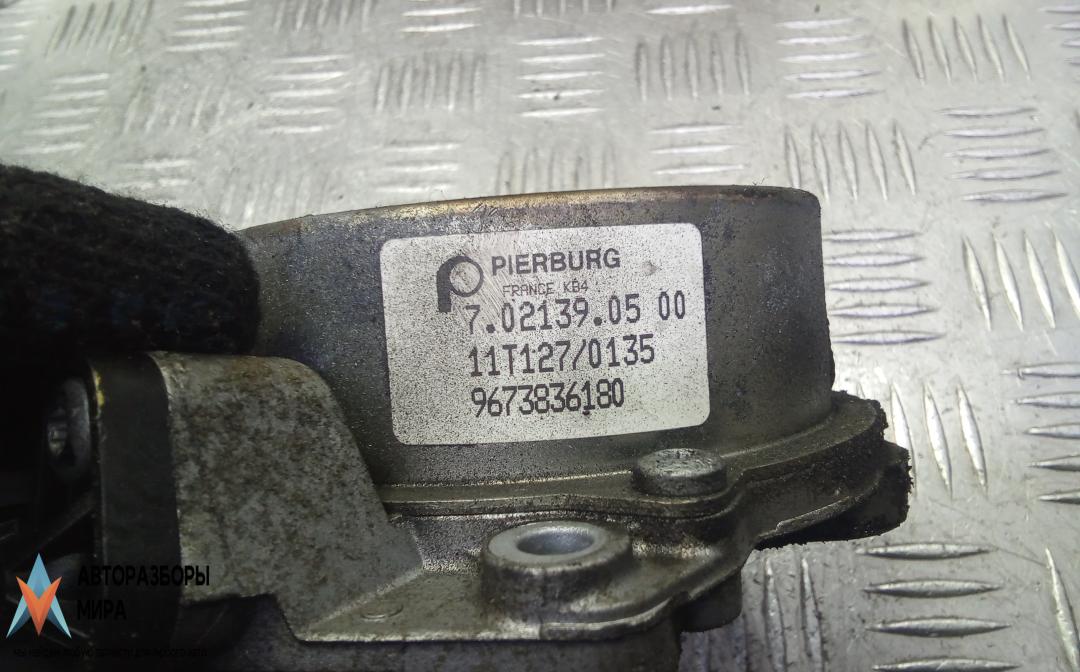 PIERBURG
FRANCE KB4
7.02139.05 00
11T127/0135
9673836180
АВТОРАЗБОРЫ
МИРА